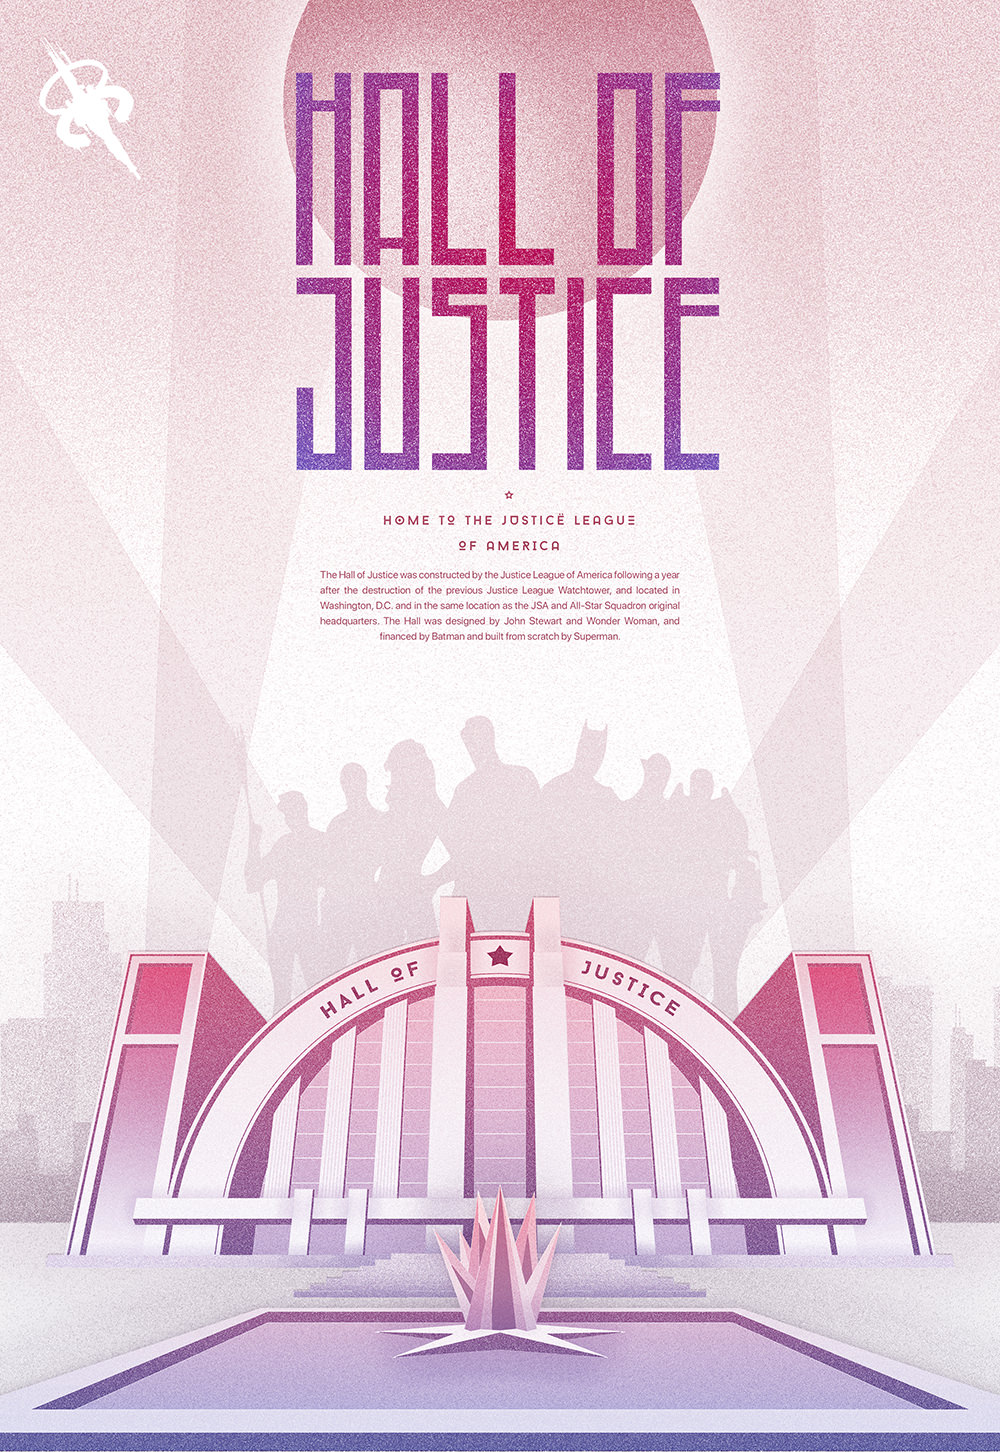 HALL OF
JUSTICE
HOME TO THE JUSTICË LEAGUE
OF AMERICA
The Hall of Justice was constructed by the Justice League of America following a year
after the destruction of the previous Justice League Watchtower, and located in
Washington, D.C. and in the same location as the JSA and All-Star Squadron original
headquarters. The Hall was designed by John Stewart and Wonder Woman, and
financed by Batman and built from scratch by Superman.
HALL OF JUSTICE